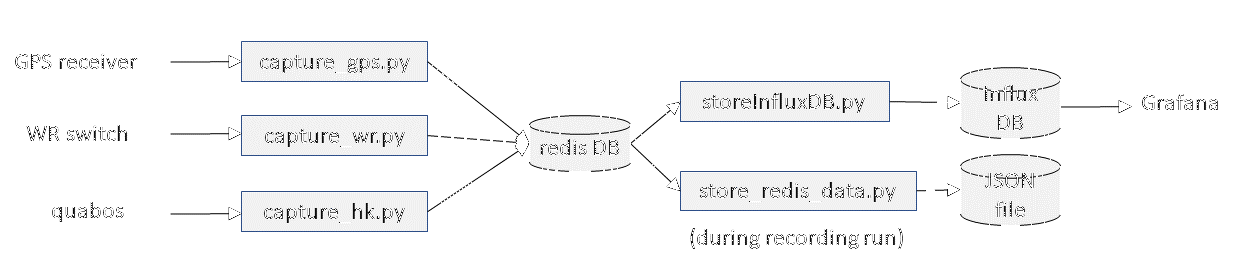 GPS receiver
capture_gps.py
WR switch
capture_wr.py
quabos
capture_hk.py
redis DB
storeInfluxDB.py
Influx
DB
Grafana
store_redis_data.py
JSON
file
(during recording run)